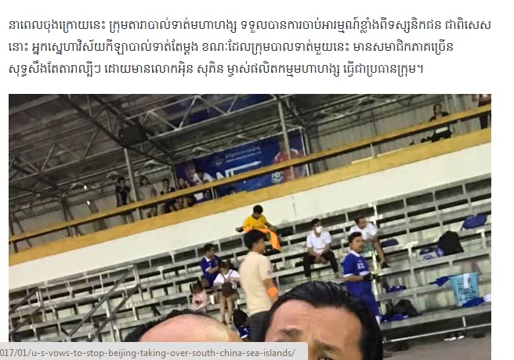 នាពេលចុងក្រោយនេះ ក្រុមតារាបាល់ទាត់មហាហង្ស ទទួលបានការចាប់អារម្មណ៍ខ្លាំងពីទស្សនិកជន ជាពិសេស
នោះ អ្នកស្នេហាវិស័យកីឡាបាល់ទាត់តែម្តង ខណៈដែលក្រុមបាលទាត់មួយនេះ មានសមាជិកភាគច្រើន
សុទ្ធសឹងតែតារាល្បីៗ ដោយមានលោកអ៊ិន សុគិន ម្ចាស់ផលិតកម្មមហាហង្ស ធ្វើជាប្រធានក្រុម។
017/01/u-s-vows-to-stop-beijing-taking-over-south-china-sea-islands/